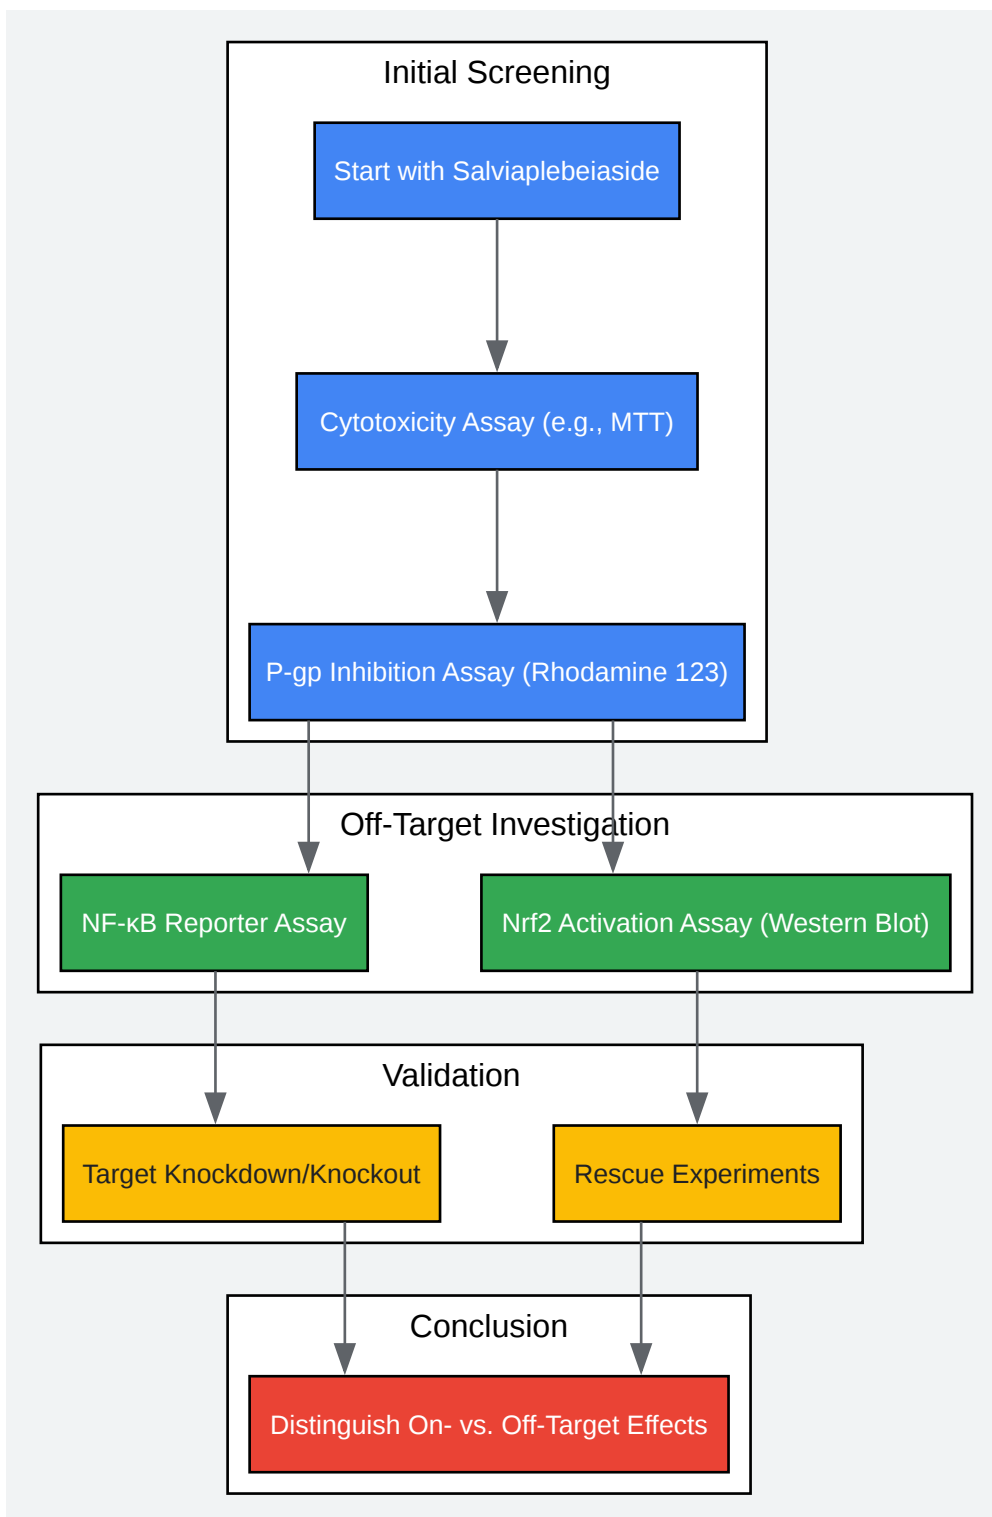 Initial Screening
Start with Salviaplebeiaside
Cytotoxicity Assay (e.g., MTT)
P-gp Inhibition Assay (Rhodamine 123)
Off-Target Investigation
NF-κB Reporter Assay
Nrf2 Activation Assay (Western Blot)
Validation
Target Knockdown/Knockout
Rescue Experiments
Conclusion
Distinguish On- vs. Off-Target Effects